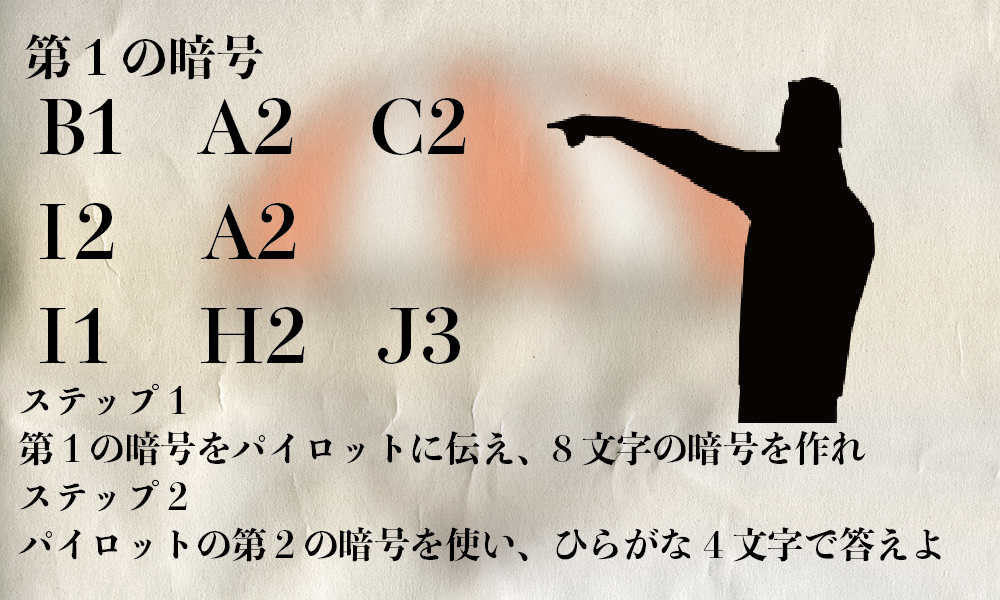 第１の暗号
B1 A2 C2
I2 A2
I1 H2 J3
ステップ１
第１の暗号をパイロットに伝え、8文字の暗号を作れ
ステップ２
パイロットの第２の暗号を使い、ひらがな４文字で答えよ